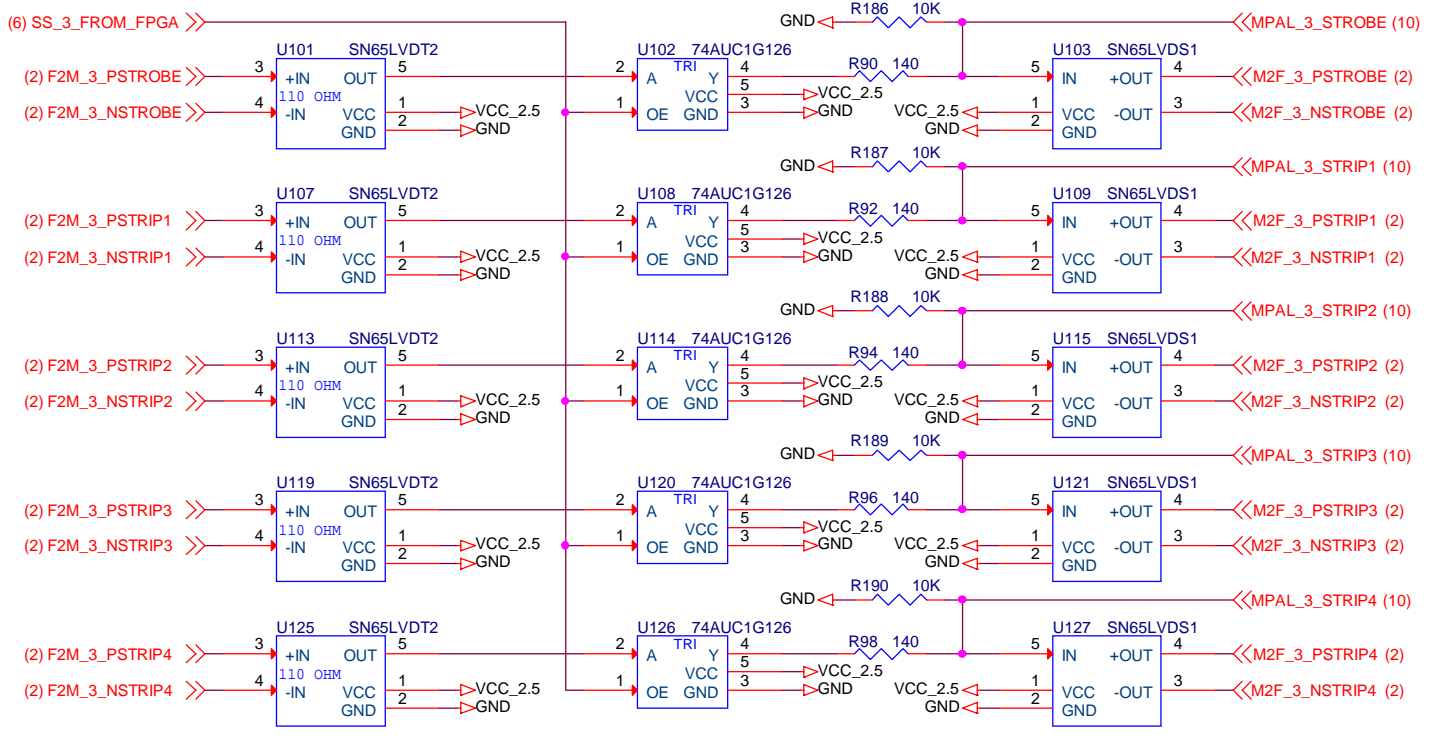 (6) SS_3_FROM_FPGA
GND R186 10K MPAL_3_STROBE (10)
U101 SN65LVDT2 U102 74AUC1G126 U103 SN65LVDS1
(2) F2M_3_PSTROBE 3 +IN OUT 5 2 A TRI Y 4 R90 140 5 IN +OUT 4 M2F_3_PSTROBE (2)
110 OHM VCC 5 VCC_2.5
(2) F2M_3_NSTROBE 4 -IN VCC 1 VCC_2.5 1 OE GND 3 GND VCC_2.5 1 VCC -OUT 3 M2F_3_NSTROBE (2)
GND 2 GND GND 2 GND
GND R187 10K MPAL_3_STRIP1 (10)
U107 SN65LVDT2 U108 74AUC1G126 U109 SN65LVDS1
(2) F2M_3_PSTRIP1 3 +IN OUT 5 2 A TRI Y 4 R92 140 5 IN +OUT 4 M2F_3_PSTRIP1 (2)
110 OHM VCC 5 VCC_2.5
(2) F2M_3_NSTRIP1 4 -IN VCC 1 VCC_2.5 1 OE GND 3 GND VCC_2.5 1 VCC -OUT 3 M2F_3_NSTRIP1 (2)
GND 2 GND GND 2 GND
GND R188 10K MPAL_3_STRIP2 (10)
U113 SN65LVDT2 U114 74AUC1G126 U115 SN65LVDS1
(2) F2M_3_PSTRIP2 3 +IN OUT 5 2 A TRI Y 4 R94 140 5 IN +OUT 4 M2F_3_PSTRIP2 (2)
110 OHM VCC 5 VCC_2.5
(2) F2M_3_NSTRIP2 4 -IN VCC 1 VCC_2.5 1 OE GND 3 GND VCC_2.5 1 VCC -OUT 3 M2F_3_NSTRIP2 (2)
GND 2 GND GND 2 GND
GND R189 10K MPAL_3_STRIP3 (10)
U119 SN65LVDT2 U120 74AUC1G126 U121 SN65LVDS1
(2) F2M_3_PSTRIP3 3 +IN OUT 5 2 A TRI Y 4 R96 140 5 IN +OUT 4 M2F_3_PSTRIP3 (2)
110 OHM VCC 5 VCC_2.5
(2) F2M_3_NSTRIP3 4 -IN VCC 1 VCC_2.5 1 OE GND 3 GND VCC_2.5 1 VCC -OUT 3 M2F_3_NSTRIP3 (2)
GND 2 GND GND 2 GND
GND R190 10K MPAL_3_STRIP4 (10)
U125 SN65LVDT2 U126 74AUC1G126 U127 SN65LVDS1
(2) F2M_3_PSTRIP4 3 +IN OUT 5 2 A TRI Y 4 R98 140 5 IN +OUT 4 M2F_3_PSTRIP4 (2)
110 OHM VCC 5 VCC_2.5
(2) F2M_3_NSTRIP4 4 -IN VCC 1 VCC_2.5 1 OE GND 3 GND VCC_2.5 1 VCC -OUT 3 M2F_3_NSTRIP4 (2)
GND 2 GND GND 2 GND